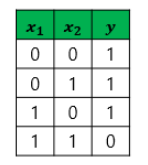 x₁ x₂ y
0 0 1
0 1 1
1 0 1
1 1 0